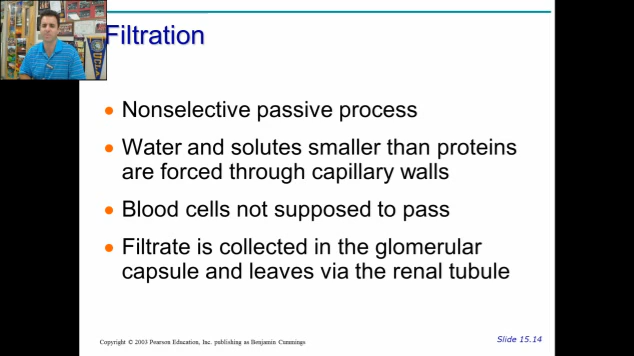 Filtration
UCLA
• Nonselective passive process
• Water and solutes smaller than proteins
are forced through capillary walls
• Blood cells not supposed to pass
• Filtrate is collected in the glomerular
capsule and leaves via the renal tubule
Copyright © 2003 Pearson Education, Inc. publishing as Benjamin Cummings
Slide 15.14